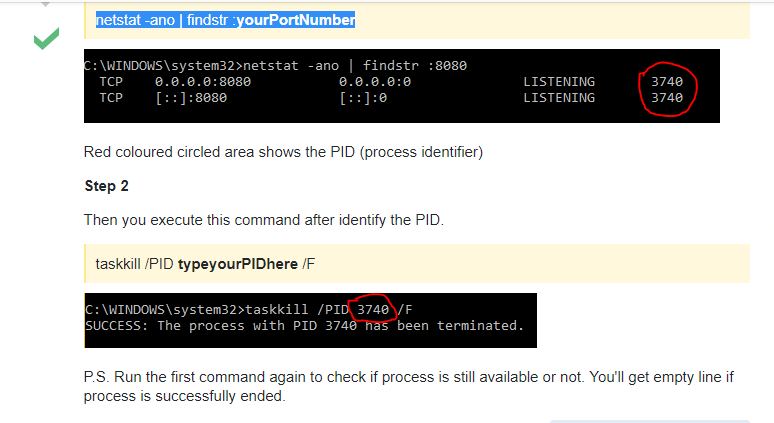 netstat -ano | findstr :yourPortNumber
C:\WINDOWS\system32>netstat -ano | findstr :8080
TCP 0.0.0.0:8080 0.0.0.0:0 LISTENING 3740
TCP [::]:8080 [::]:0 LISTENING 3740
Red coloured circled area shows the PID (process identifier)
Step 2
Then you execute this command after identify the PID.
taskkill /PID typeyourPIDhere /F
C:\WINDOWS\system32>taskkill /PID 3740 /F
SUCCESS: The process with PID 3740 has been terminated.
P.S. Run the first command again to check if process is still available or not. You'll get empty line if
process is successfully ended.